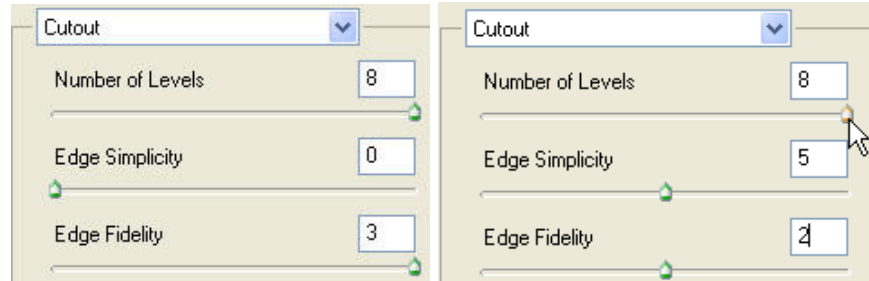 Cutout
Number of Levels 8
Edge Simplicity 0
Edge Fidelity 3
Cutout
Number of Levels 8
Edge Simplicity 5
Edge Fidelity 2